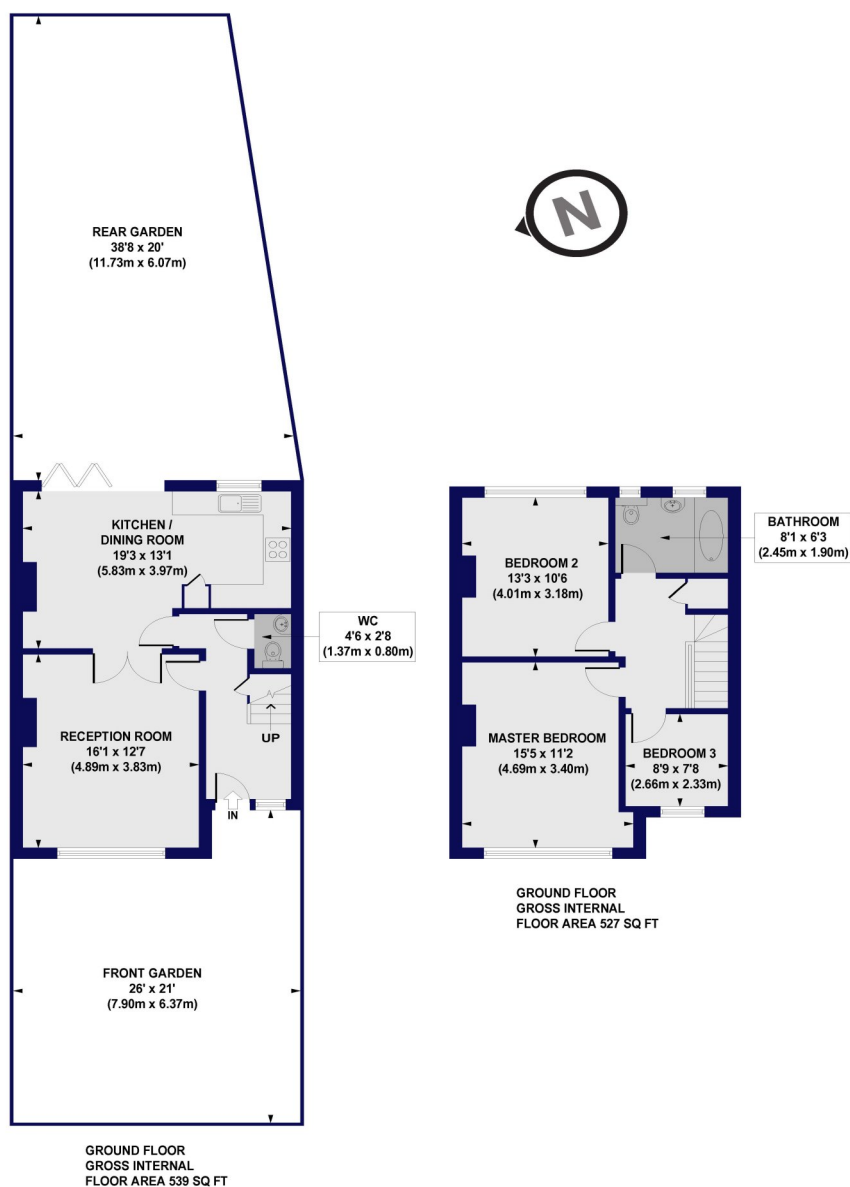 REAR GARDEN
38'8 x 20'
(11.73m x 6.07m)
N
KITCHEN /
DINING ROOM
19'3 x 13'1
(5.83m x 3.97m)
WC
4'6 x 2'8
(1.37m x 0.80m)
RECEPTION ROOM
16'1 x 12'7
(4.89m x 3.83m)
UP
IN
FRONT GARDEN
26' x 21'
(7.90m x 6.37m)
GROUND FLOOR
GROSS INTERNAL
FLOOR AREA 539 SQ FT
BATHROOM
8'1 x 6'3
(2.45m x 1.90m)
BEDROOM 2
13'3 x 10'6
(4.01m x 3.18m)
MASTER BEDROOM
15'5 x 11'2
(4.69m x 3.40m)
BEDROOM 3
8'9 x 7'8
(2.66m x 2.33m)
GROUND FLOOR
GROSS INTERNAL
FLOOR AREA 527 SQ FT